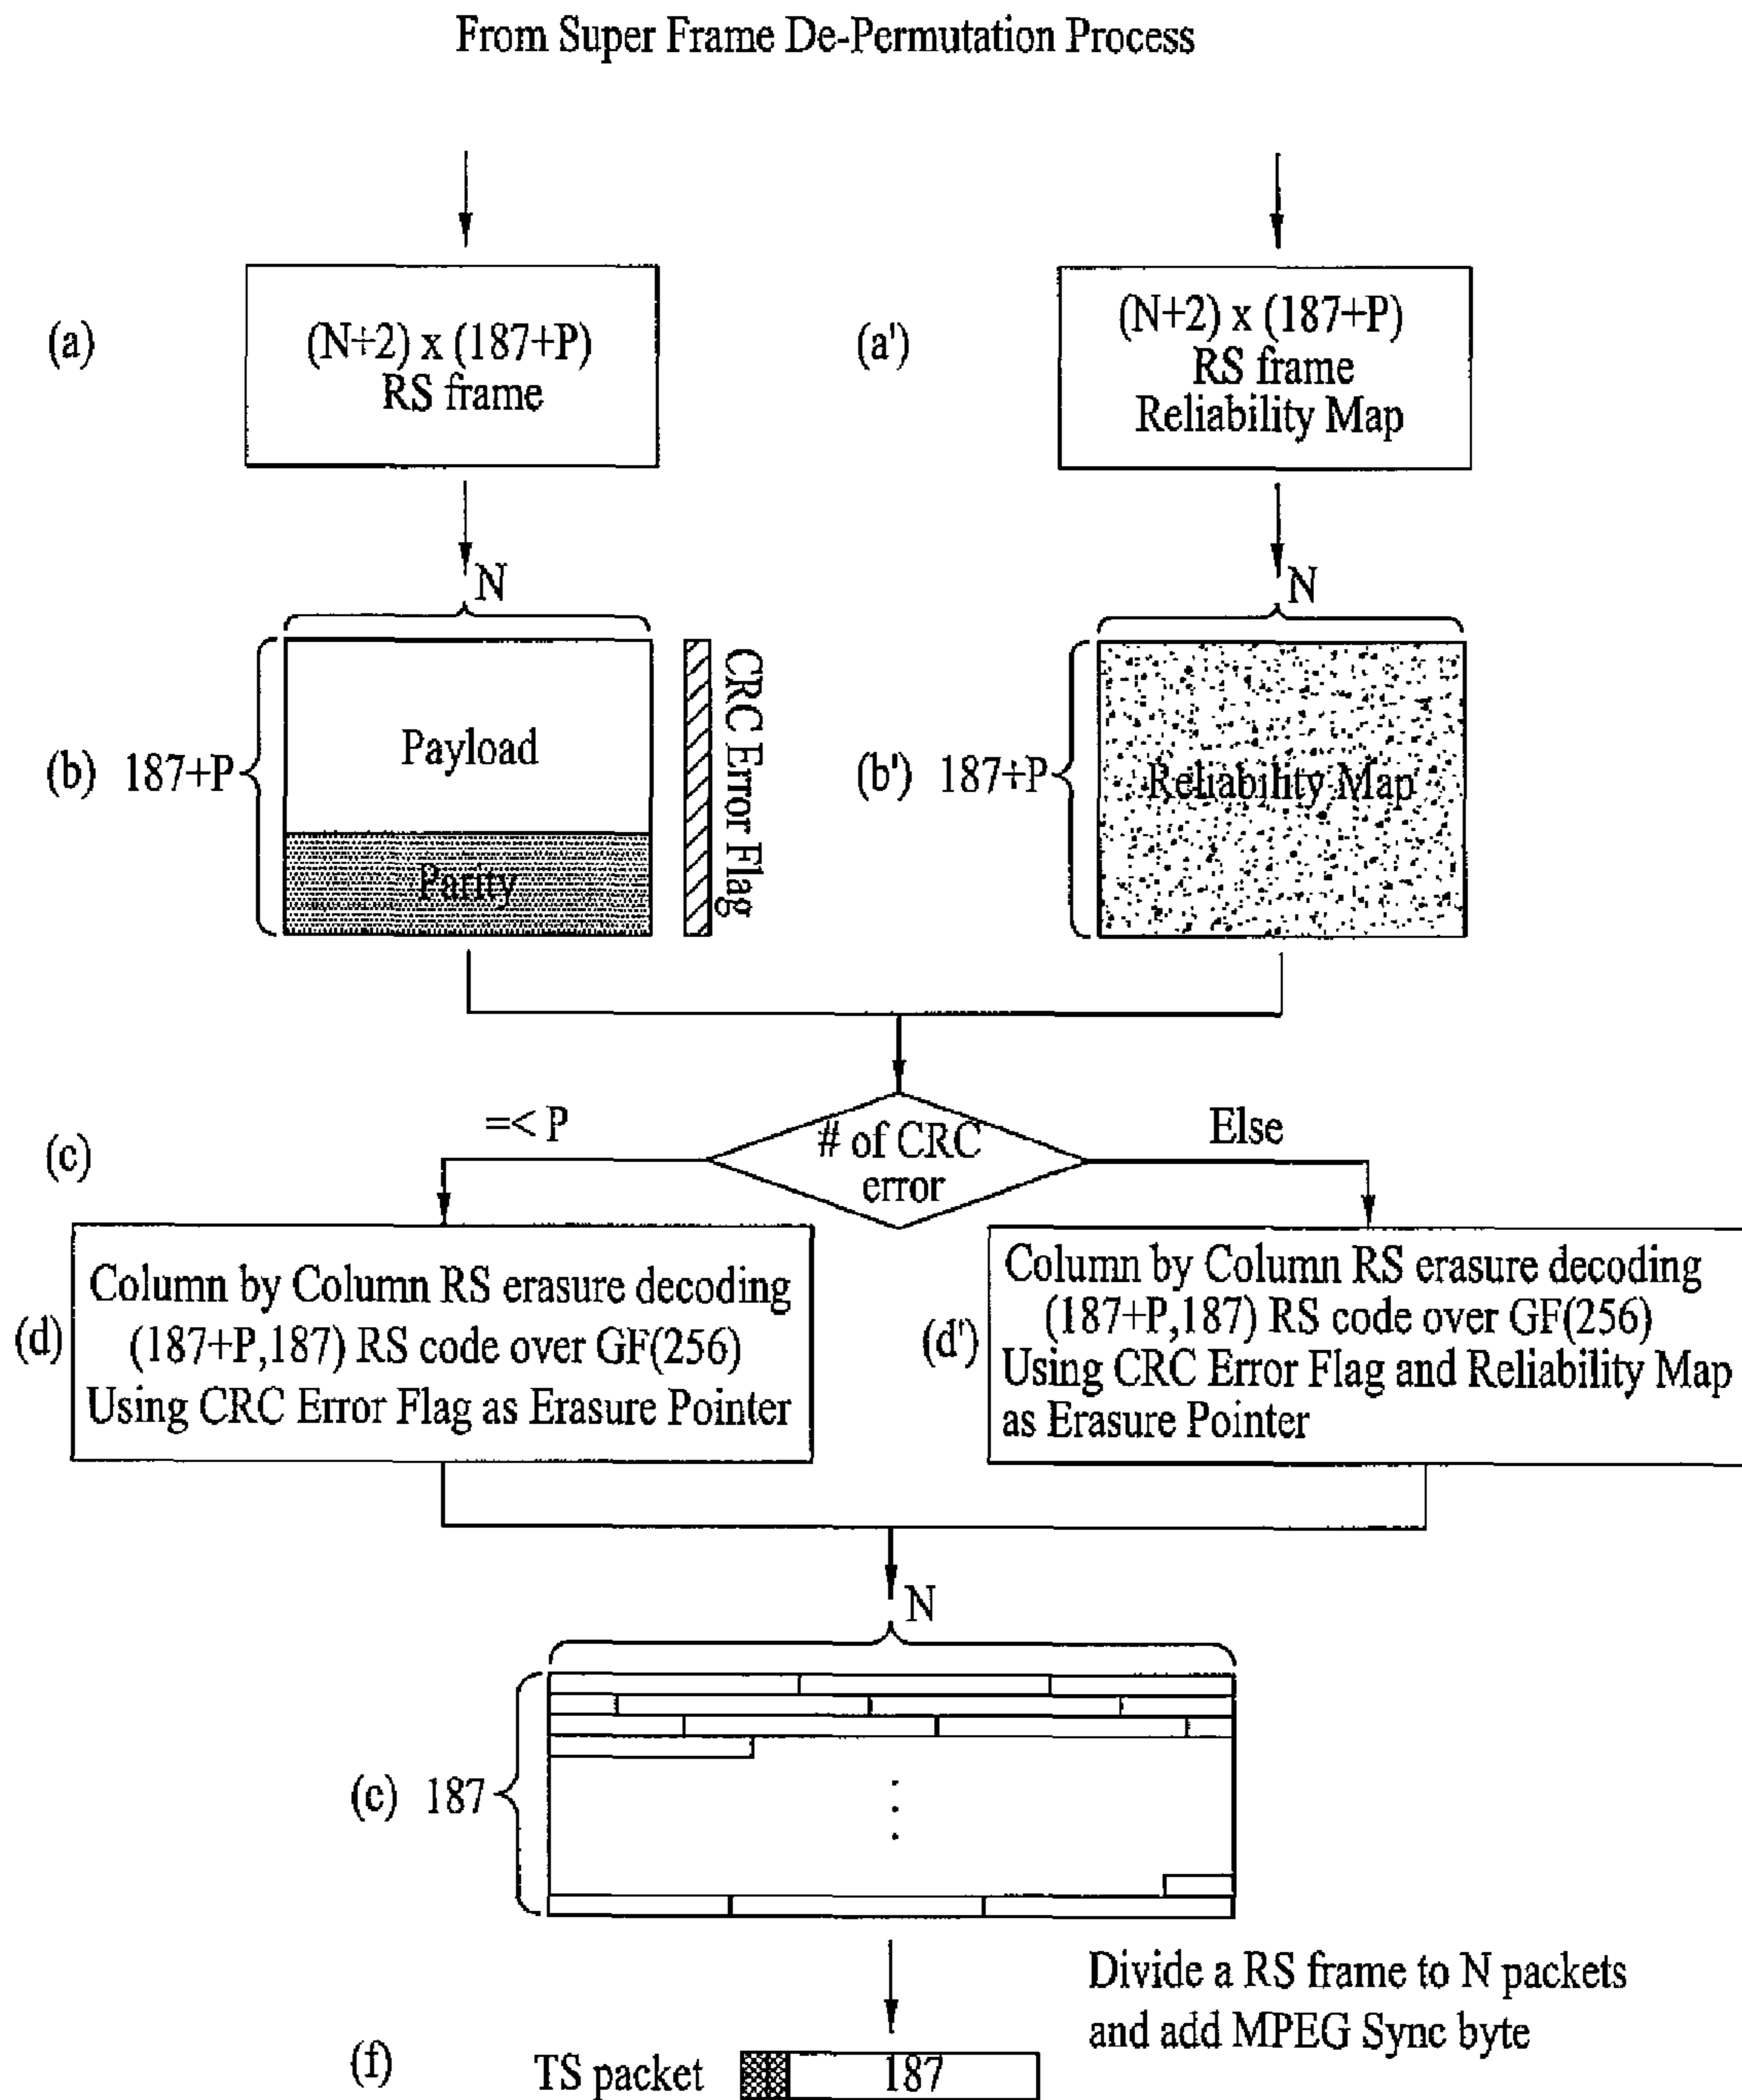 From Super Frame De-Permutation Process
(a)
(N+2) x (187+P)
RS frame
(a')
(N+2) x (187+P)
RS frame
Reliability Map
N
(b) 187+P
Payload
Parity
CRC Error Flag
N
(b') 187+P
Reliability Map
(c)
=< P
# of CRC
error
Else
(d)
Column by Column RS erasure decoding
(187+P,187) RS code over GF(256)
Using CRC Error Flag as Erasure Pointer
(d')
Column by Column RS erasure decoding
(187+P,187) RS code over GF(256)
Using CRC Error Flag and Reliability Map
as Erasure Pointer
N
(e) 187
Divide a RS frame to N packets
and add MPEG Sync byte
(f)
TS packet
187